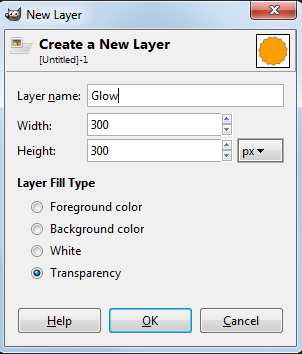 New Layer
Create a New Layer
[Untitled]-1
Layer name: Glow
Width: 300
Height: 300 px
Layer Fill Type
Foreground color
Background color
White
Transparency
Help OK Cancel